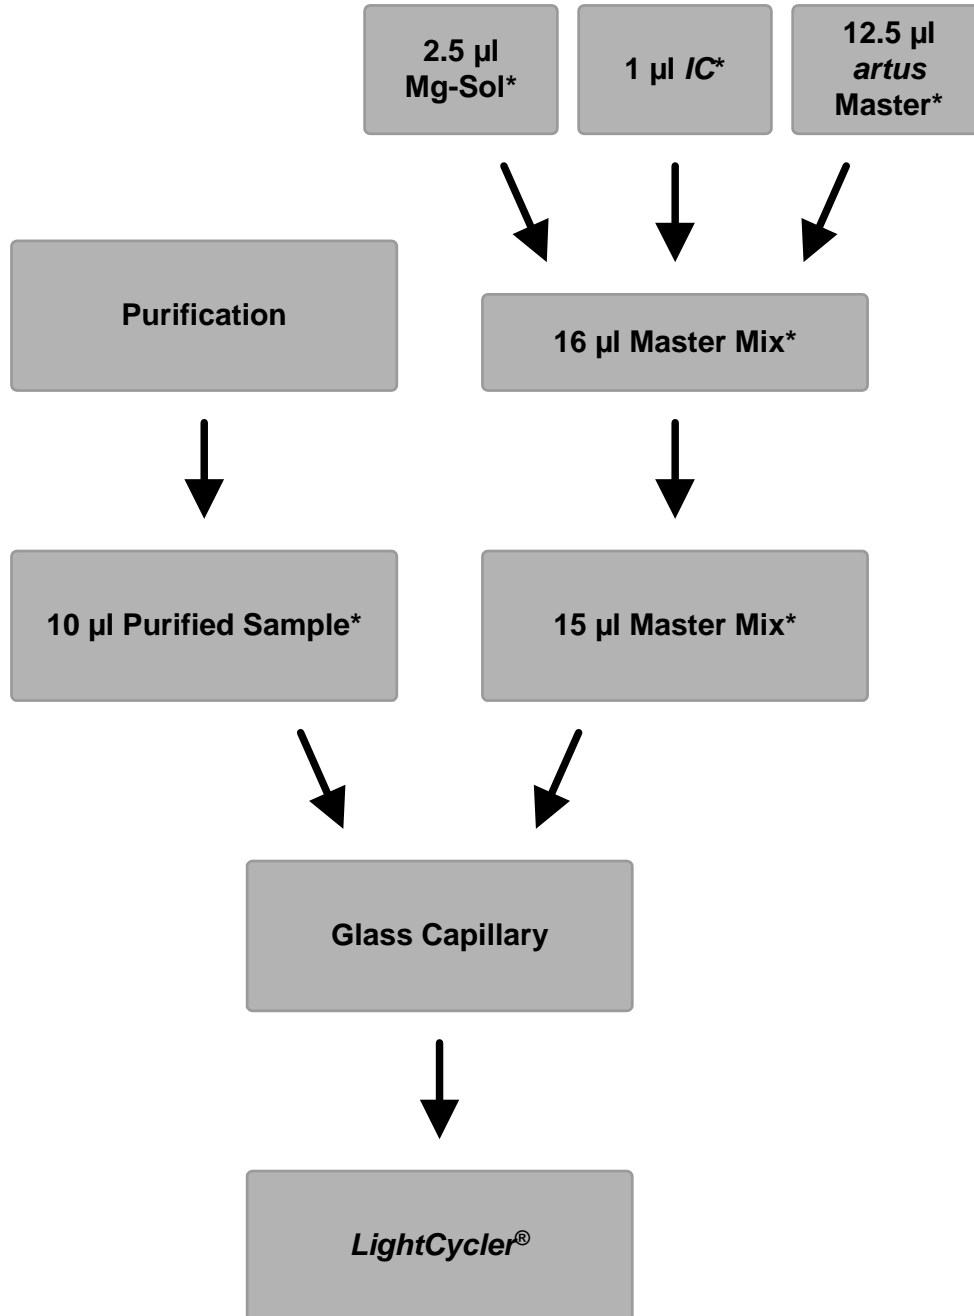 2.5 µl
Mg-Sol*
1 µl IC*
12.5 µl
artus
Master*
Purification
16 µl Master Mix*
10 µl Purified Sample*
15 µl Master Mix*
Glass Capillary
LightCycler®